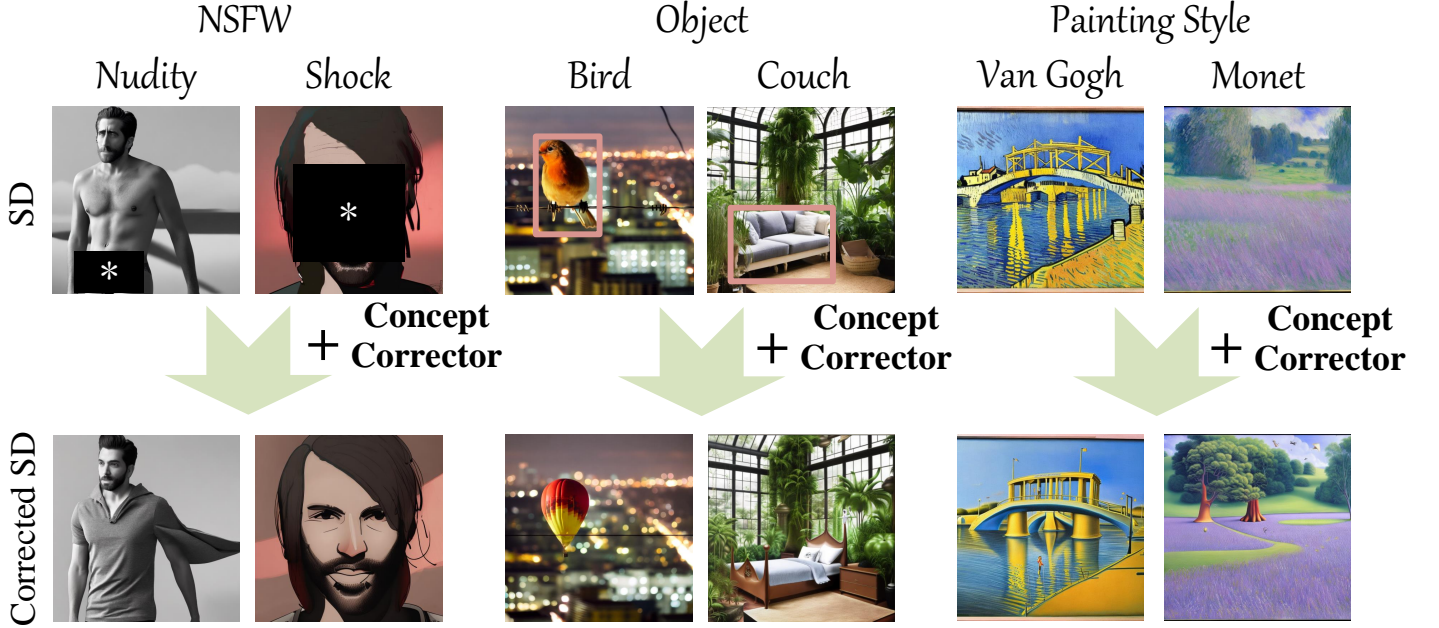 NSFW
Object
Painting Style
Nudity
Shock
Bird
Couch
Van Gogh
Monet
SD
*
*
+ Concept
Corrector
+ Concept
Corrector
+ Concept
Corrector
Corrected SD